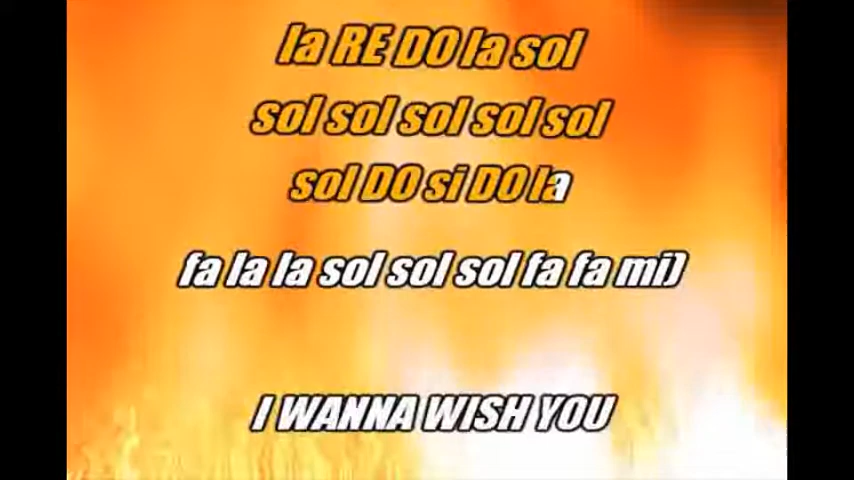 la RE DO la sol
sol sol sol sol sol
sol DO si DO la
fa la la sol sol sol fa fa mi)
I WANNA WISH YOU